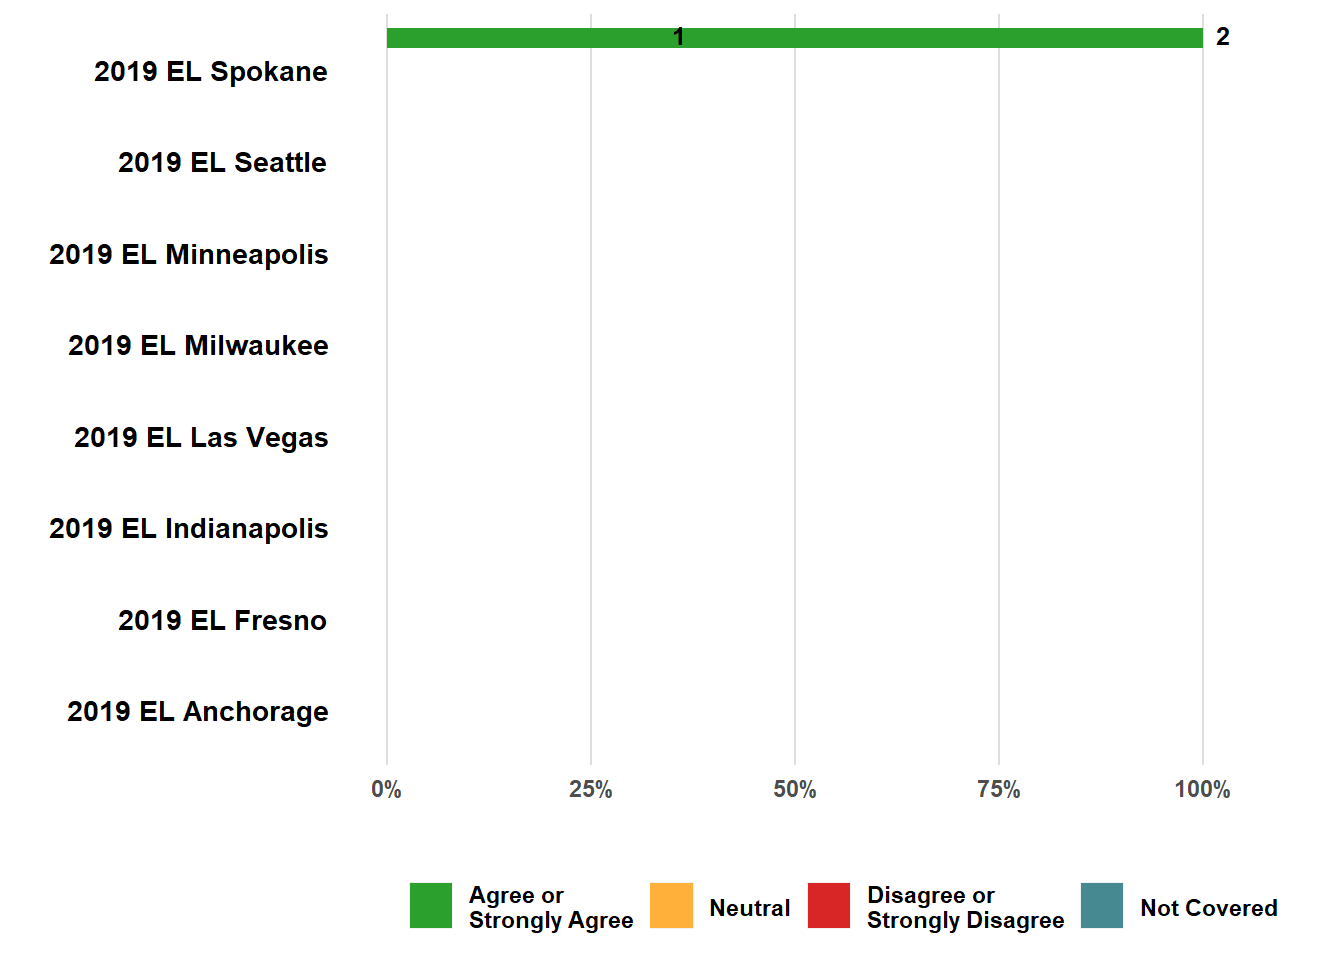 1 2
2019 EL Spokane
2019 EL Seattle
2019 EL Minneapolis
2019 EL Milwaukee
2019 EL Las Vegas
2019 EL Indianapolis
2019 EL Fresno
2019 EL Anchorage
0% 25% 50% 75% 100%
Agree or
Strongly Agree
Neutral
Disagree or
Strongly Disagree
Not Covered